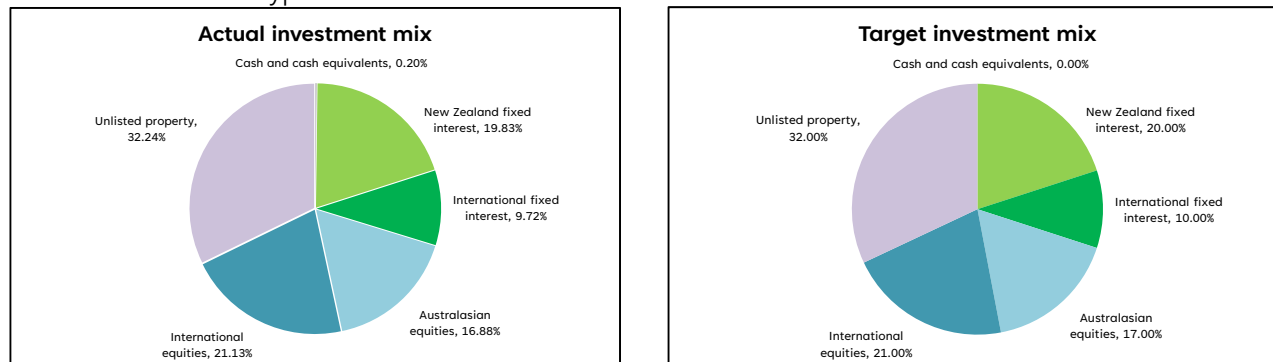 Actual investment mix
Cash and cash equivalents, 0.20%
New Zealand fixed
interest, 19.83%
Unlisted property,
32.24%
International fixed
interest, 9.72%
Australasian
equities, 16.88%
International
equities, 21.13%
Target investment mix
Cash and cash equivalents, 0.00%
New Zealand fixed
interest, 20.00%
Unlisted property,
32.00%
International fixed
interest, 10.00%
Australasian
equities, 17.00%
International
equities, 21.00%